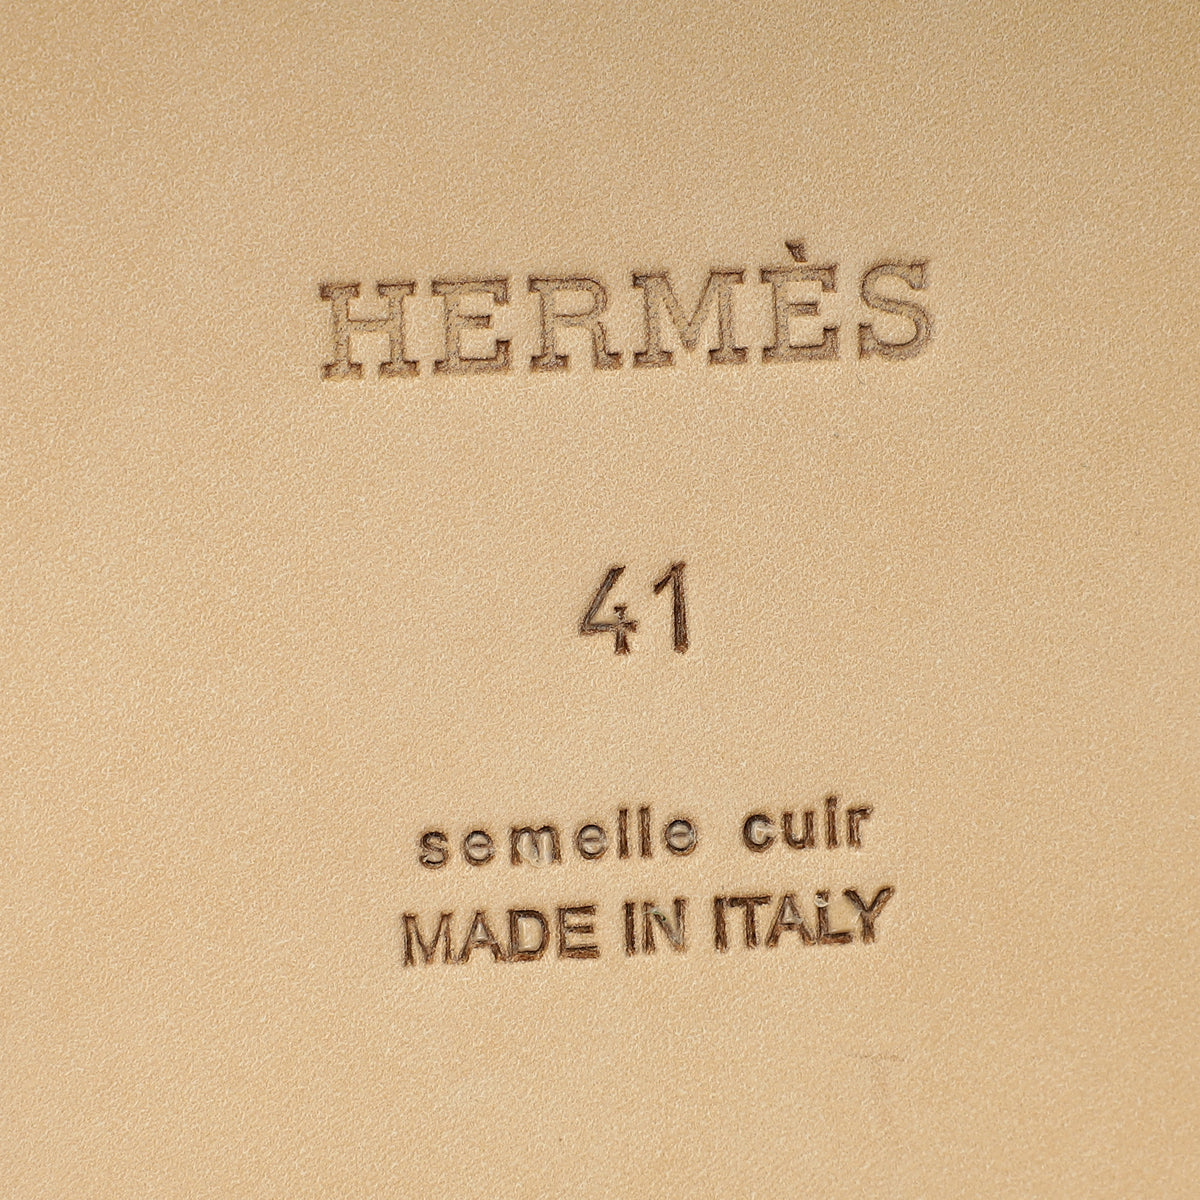 HERMÈS
41
semelle cuir
MADE IN ITALY